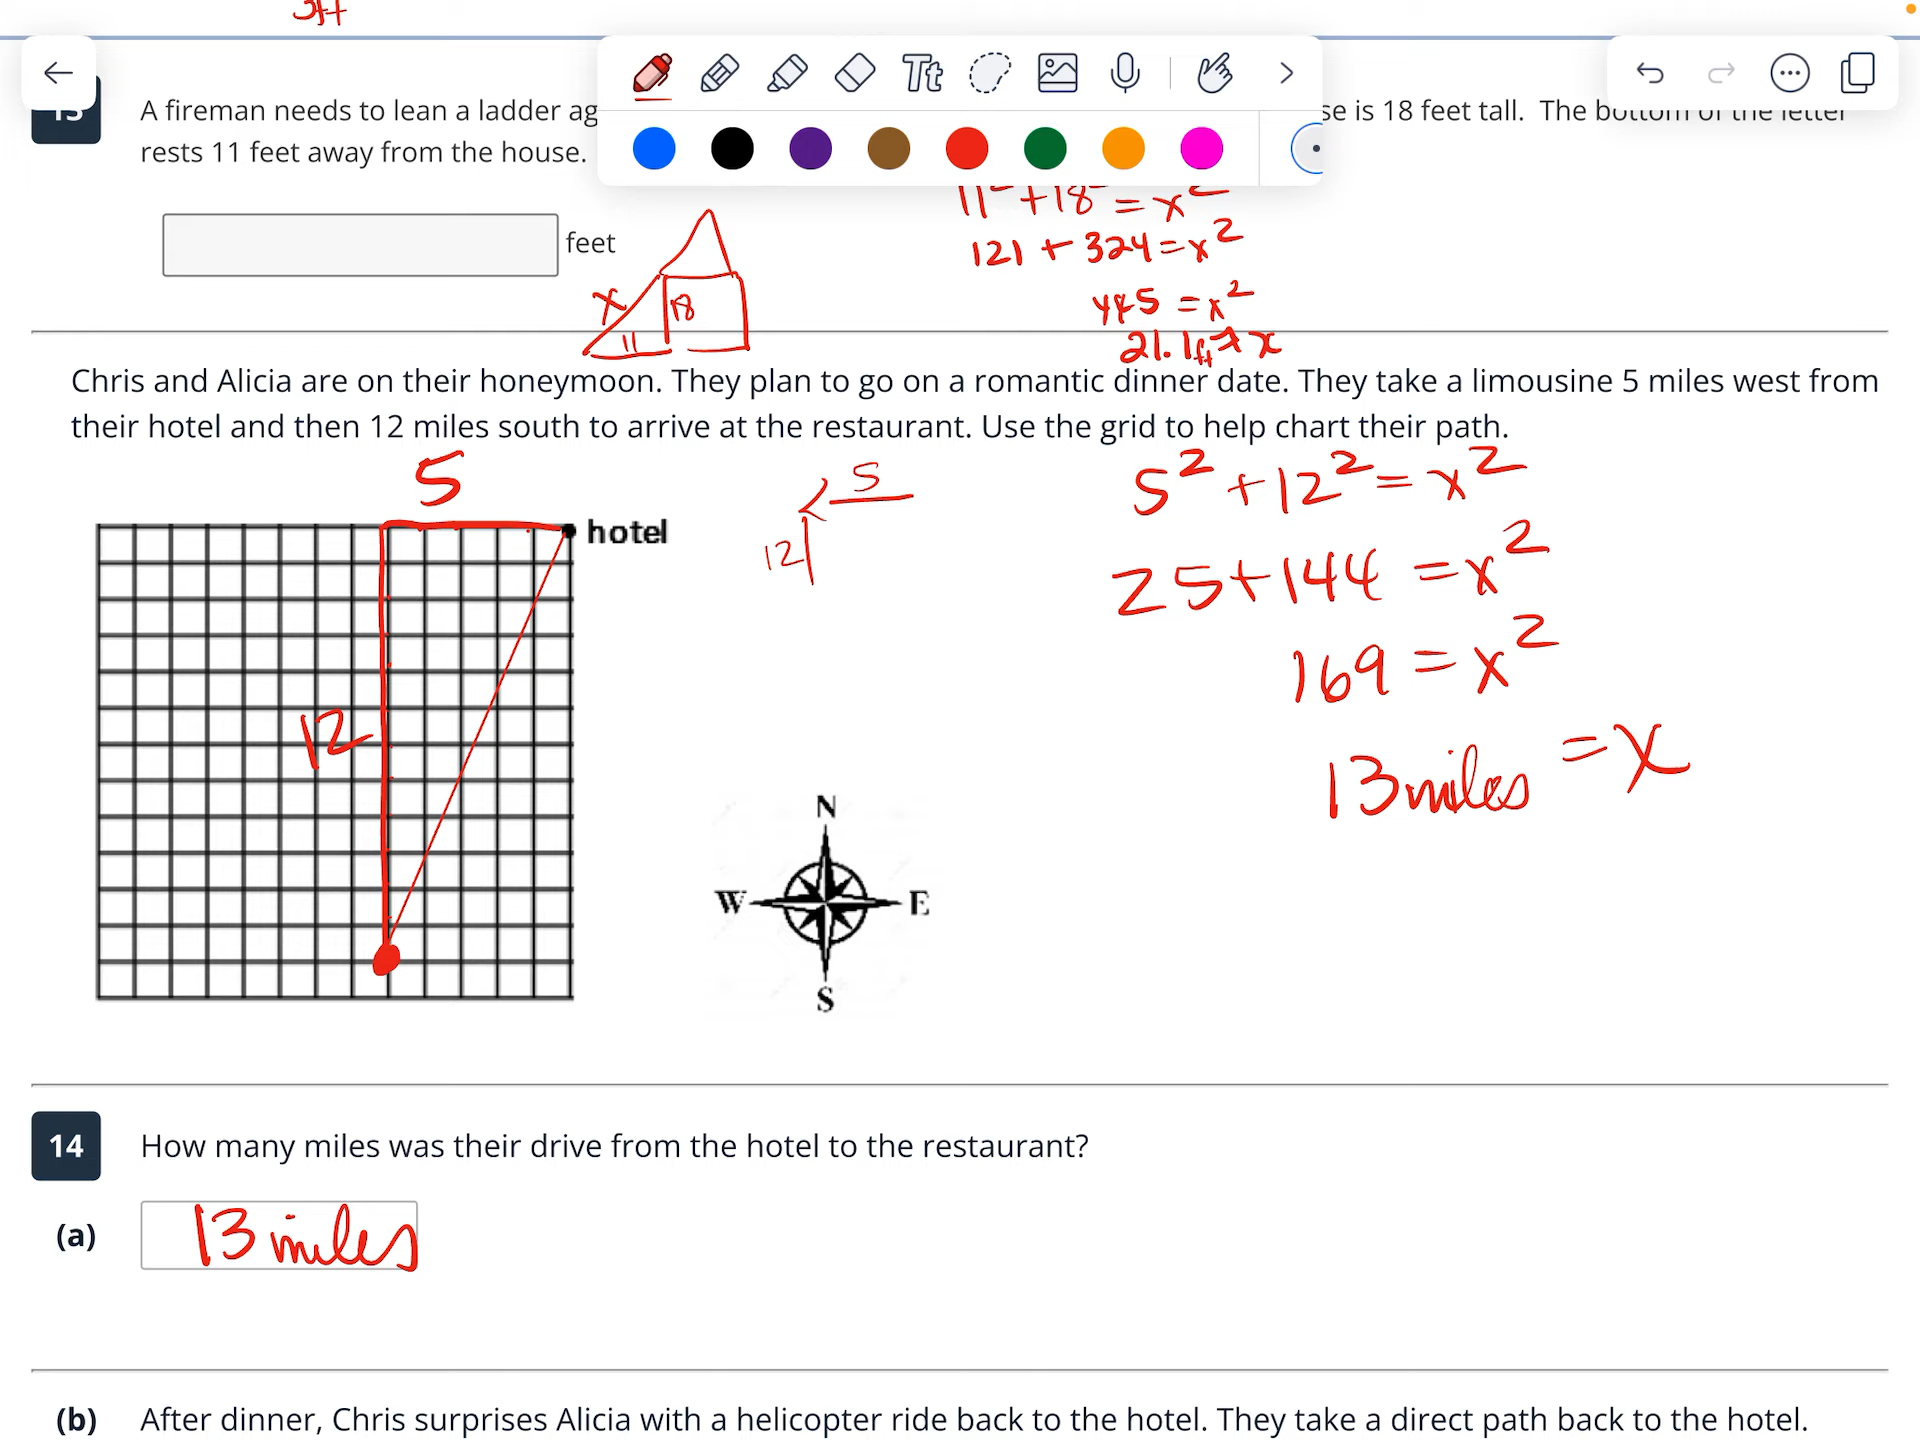 3ft
13
A fireman needs to lean a ladder ag
se is 18 feet tall. The bottom of the letter
rests 11 feet away from the house.
Tt
11² + 18² = x²
121 + 324 = x²
445 = x²
21.1ft = x
feet
x
18
11
Chris and Alicia are on their honeymoon. They plan to go on a romantic dinner date. They take a limousine 5 miles west from
their hotel and then 12 miles south to arrive at the restaurant. Use the grid to help chart their path.
5
hotel
12
5
12
5² + 12² = x²
25 + 144 = x²
169 = x²
13 miles = x
N
W E
S
14 How many miles was their drive from the hotel to the restaurant?
(a) 13 miles
(b) After dinner, Chris surprises Alicia with a helicopter ride back to the hotel. They take a direct path back to the hotel.